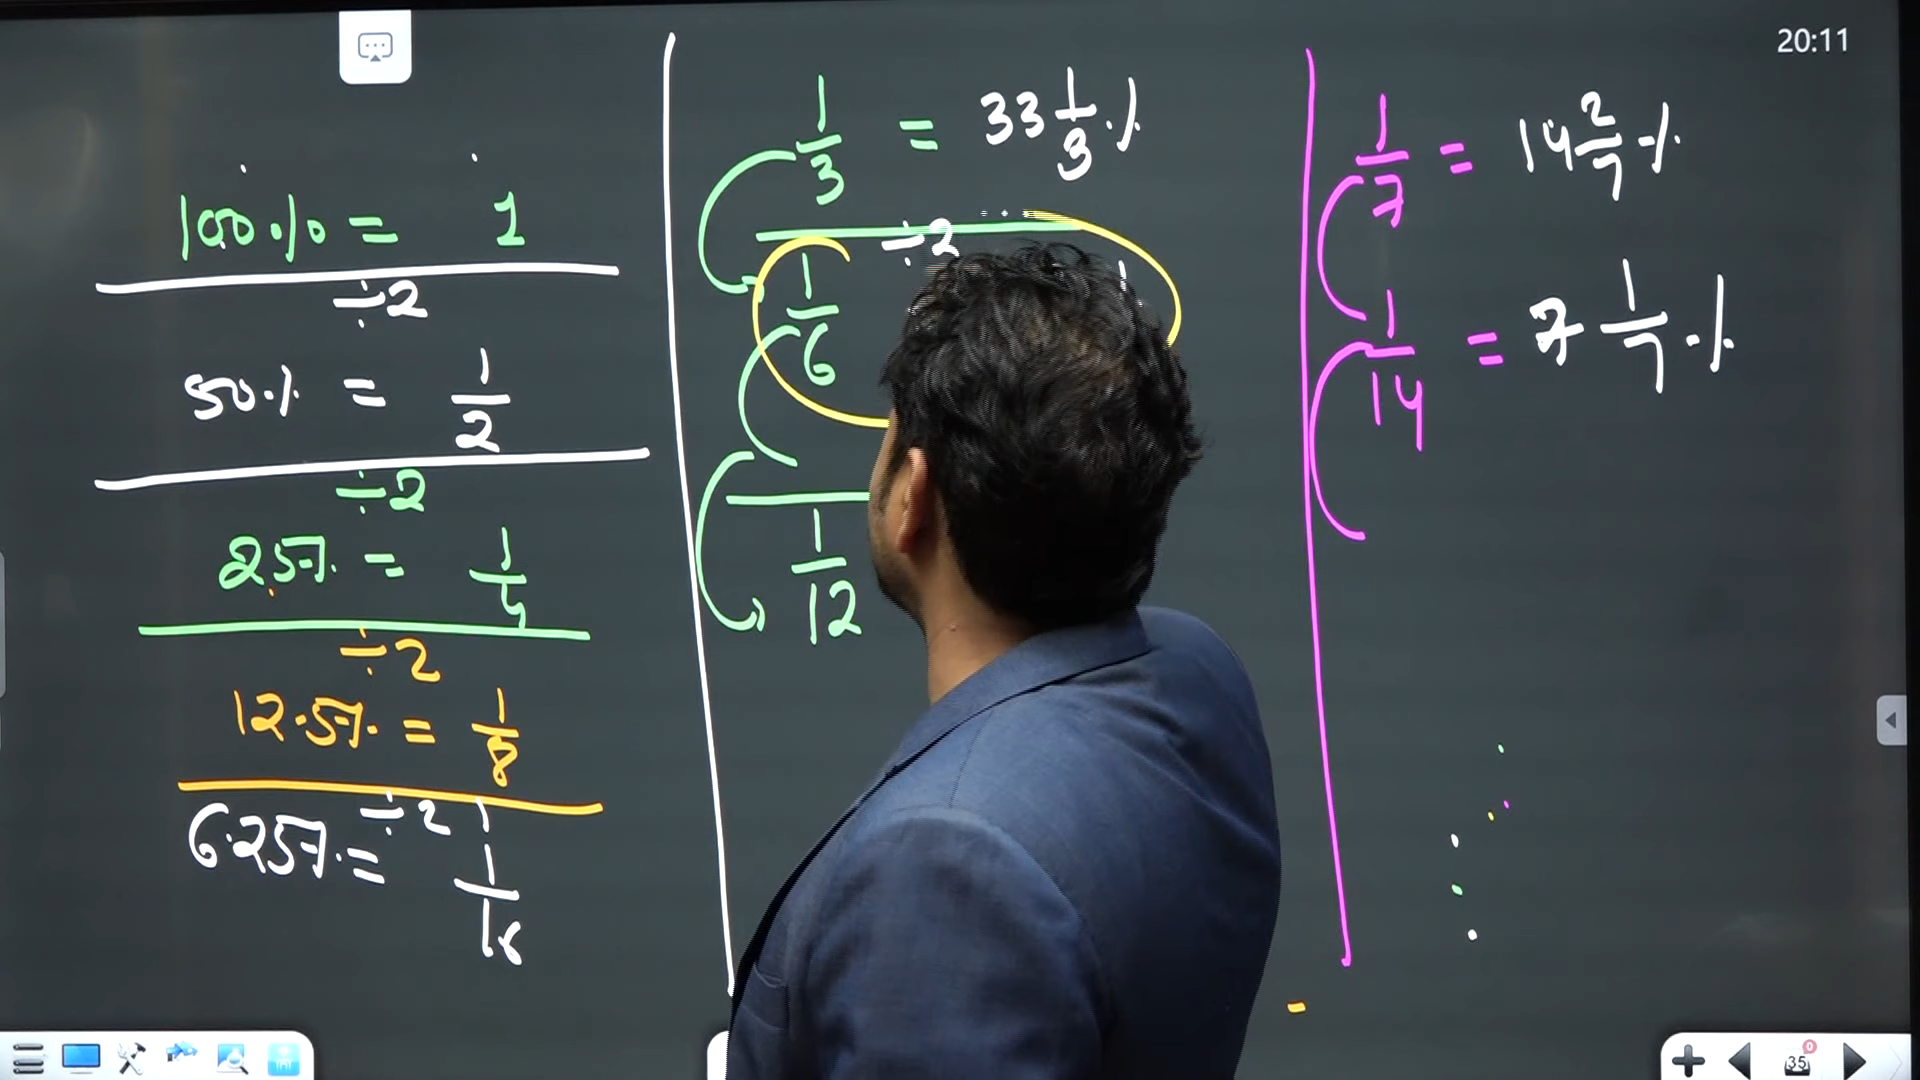 20:11
100% = 1
÷2
50% = 1/2
÷2
25% = 1/4
÷2
12.5% = 1/8
÷2
6.25% = 1/16
1/3 = 33 1/3 %
÷2
1/6
1/12
1/7 = 14 2/7 %
1/14 = 7 1/7 %
35
0